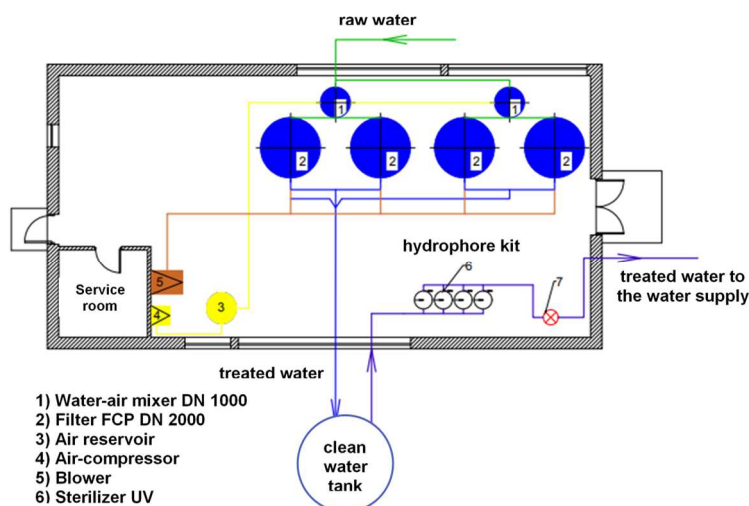 raw water
1
1
2
2
2
2
hydrophore kit
6
7
treated water to
the water supply
Service
room
5
4
3
treated water
clean
water
tank
1) Water-air mixer DN 1000
2) Filter FCP DN 2000
3) Air reservoir
4) Air-compressor
5) Blower
6) Sterilizer UV